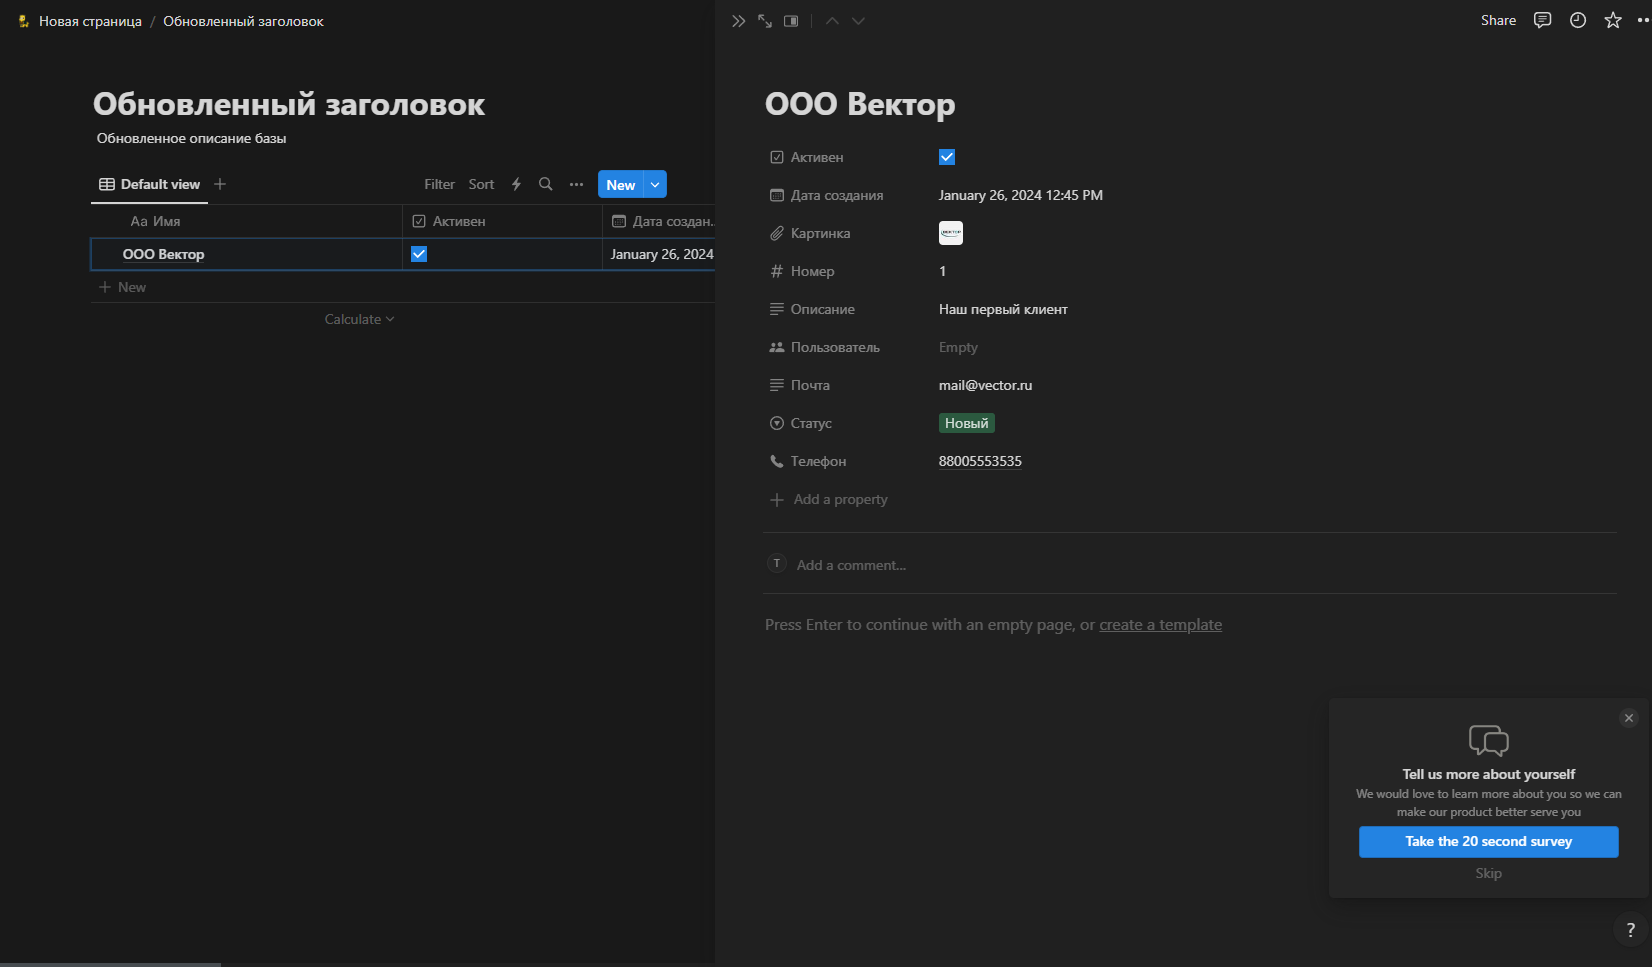 Новая страница / Обновленный заголовок
Обновленный заголовок
Обновленное описание базы
Default view
Filter Sort New
Aa Имя Активен Дата создан...
ООО Вектор January 26, 2024
New
Calculate
Share
ООО Вектор
Активен
Дата создания January 26, 2024 12:45 PM
Картинка ВЕКТОР
Номер 1
Описание Наш первый клиент
Пользователь Empty
Почта mail@vector.ru
Статус Новый
Телефон 88005553535
Add a property
T Add a comment...
Press Enter to continue with an empty page, or create a template
Tell us more about yourself
We would love to learn more about you so we can
make our product better serve you
Take the 20 second survey
Skip
?